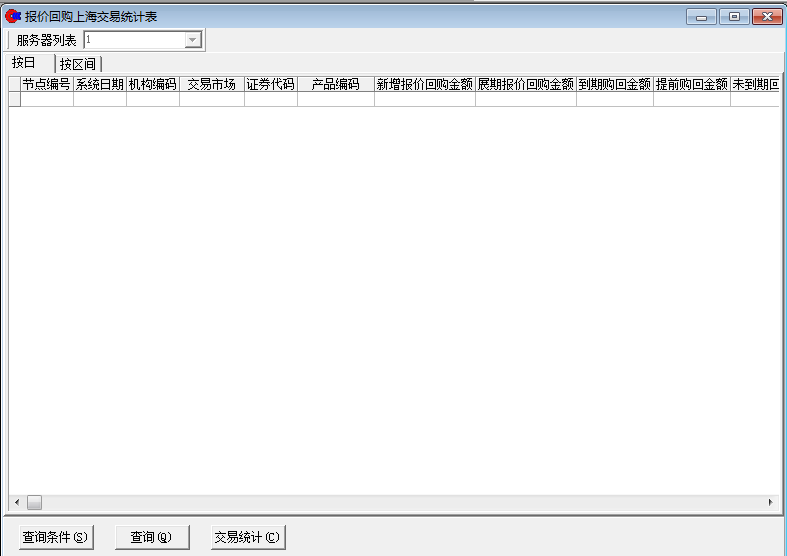 报价回购上海交易统计表
服务器列表 1
按日 按区间
节点编号 系统日期 机构编码 交易市场 证券代码 产品编码 新增报价回购金额 展期报价回购金额 到期购回金额 提前购回金额 未到期回
查询条件(S) 查询(Q) 交易统计(C)